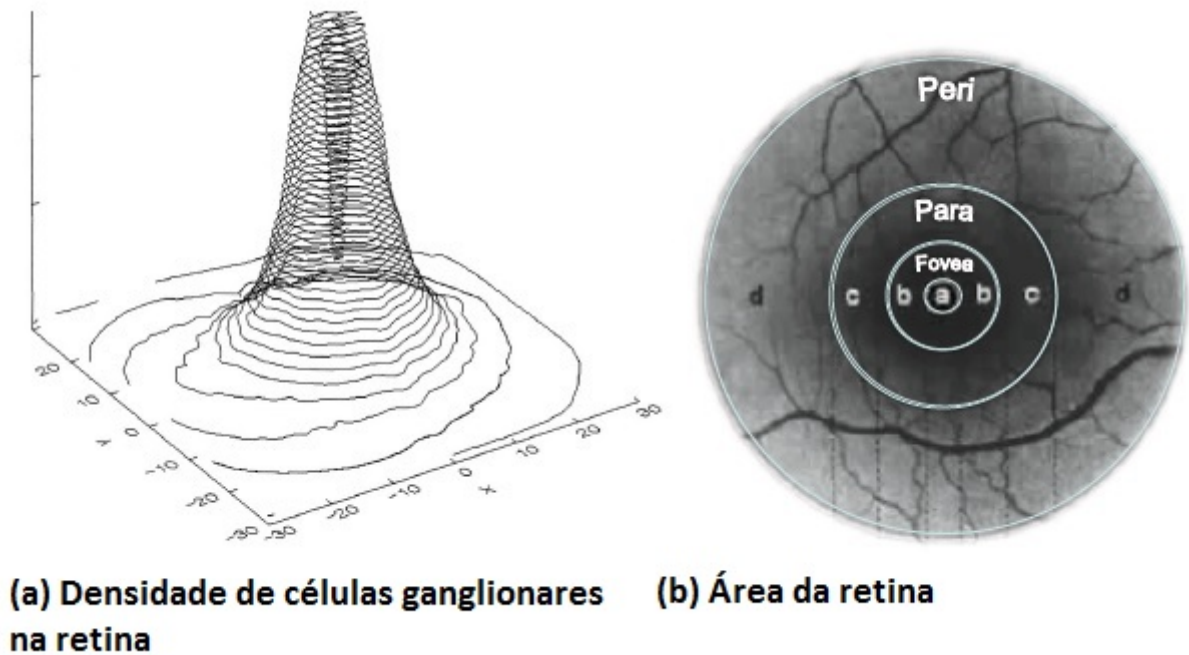 20
10
0
-10
-20
-30
Y
-30
-20
-10
0
10
20
30
X
Peri
Para
Fovea
d c b a b c d
(a) Densidade de células ganglionares
na retina
(b) Área da retina